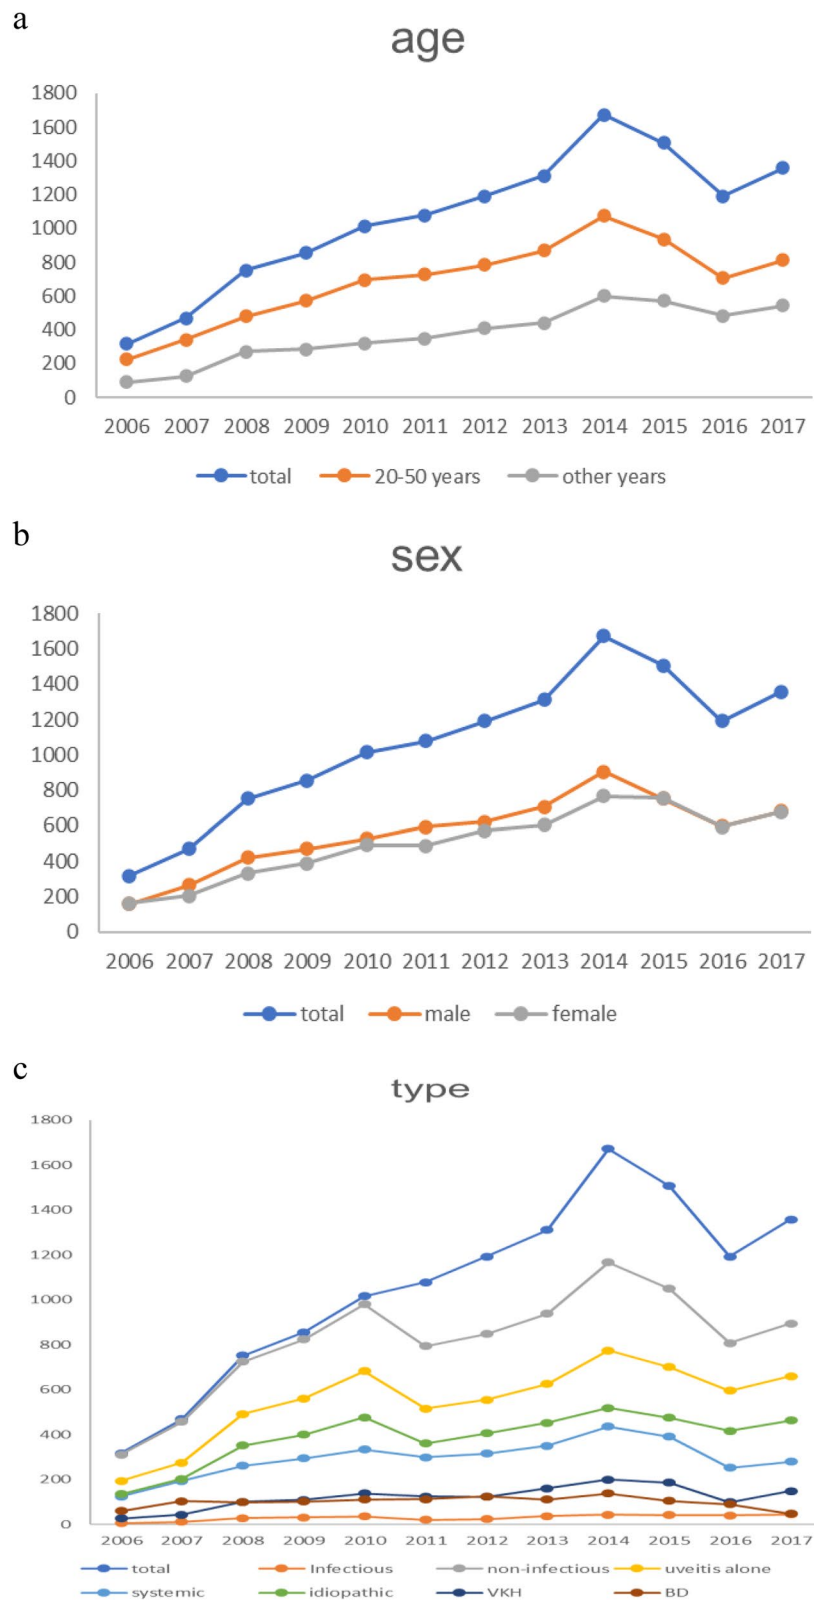 a
age
1800
1600
1400
1200
1000
800
600
400
200
0
2006 2007 2008 2009 2010 2011 2012 2013 2014 2015 2016 2017
total 20-50 years other years
b
sex
1800
1600
1400
1200
1000
800
600
400
200
0
2006 2007 2008 2009 2010 2011 2012 2013 2014 2015 2016 2017
total male female
c
type
1800
1600
1400
1200
1000
800
600
400
200
0
2006 2007 2008 2009 2010 2011 2012 2013 2014 2015 2016 2017
total Infectious non-infectious uveitis alone
systemic idiopathic VKH BD